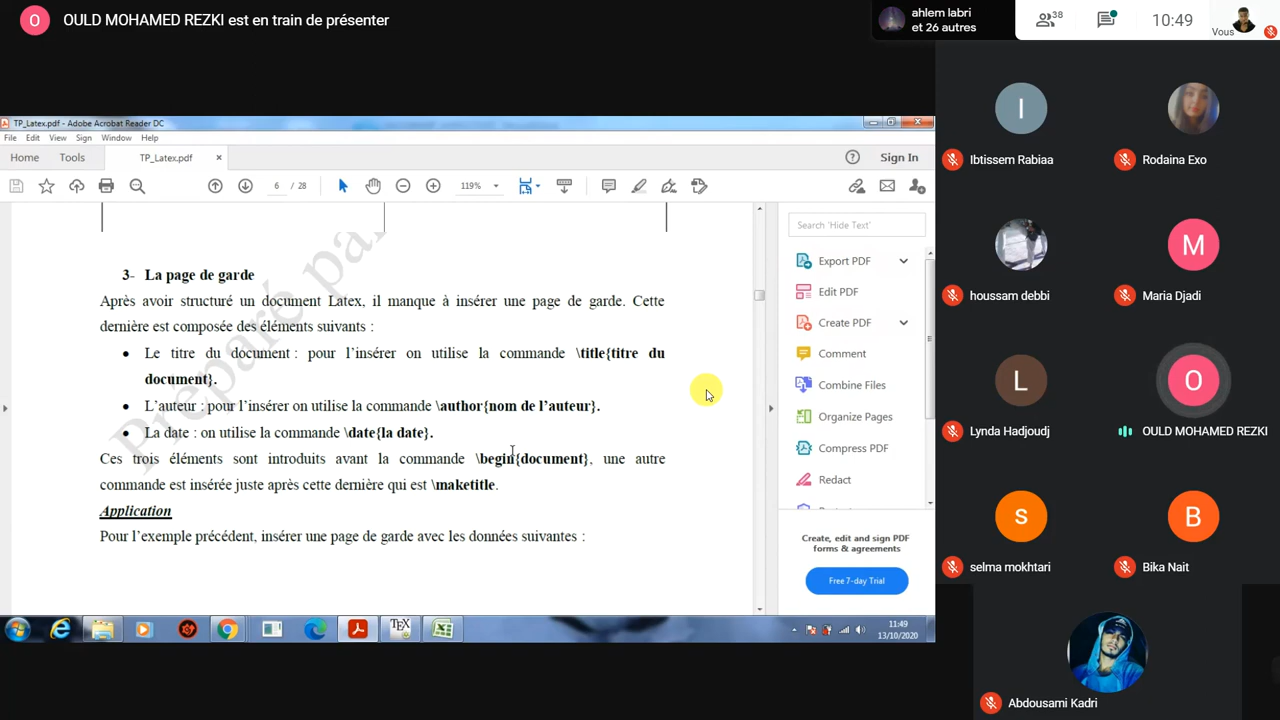 O OULD MOHAMED REZKI est en train de présenter
ahlem labri
et 26 autres
38
10:49
Vous
TP_Latex.pdf - Adobe Acrobat Reader DC
File Edit View Sign Window Help
Home Tools TP_Latex.pdf × Sign In
6 / 28 119%
Search 'Hide Text'
Export PDF
Edit PDF
Create PDF
Comment
Combine Files
Organize Pages
Compress PDF
Redact
Create, edit and sign PDF
forms & agreements
Free 7-day Trial
Préparé par
3- La page de garde
Après avoir structuré un document Latex, il manque à insérer une page de garde. Cette
dernière est composée des éléments suivants :
• Le titre du document : pour l’insérer on utilise la commande \title{titre du
document}.
• L’auteur : pour l’insérer on utilise la commande \author{nom de l’auteur}.
• La date : on utilise la commande \date{la date}.
Ces trois éléments sont introduits avant la commande \begin{document}, une autre
commande est insérée juste après cette dernière qui est \maketitle.
Application
Pour l’exemple précédent, insérer une page de garde avec les données suivantes :
TEX
11:49
13/10/2020
I
Ibtissem Rabiaa
Rodaina Exo
houssam debbi
M
Maria Djadi
L
Lynda Hadjoudj
O
OULD MOHAMED REZKI
s
selma mokhtari
B
Bika Nait
Abdousami Kadri